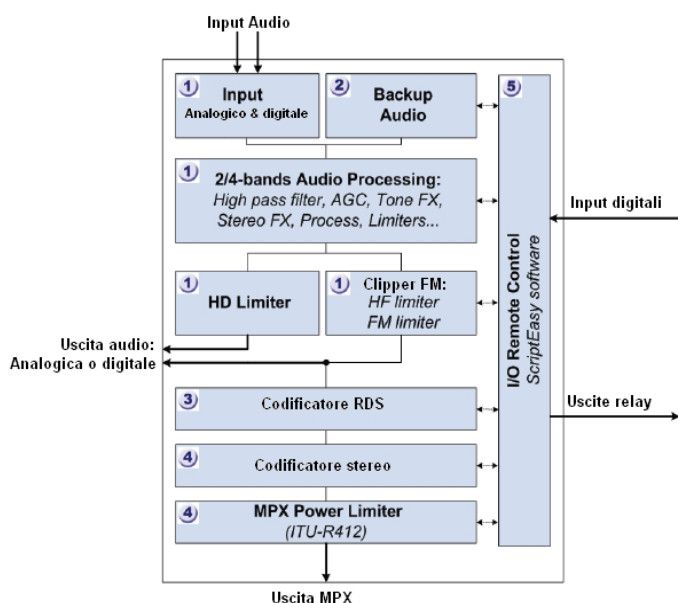 Input Audio
1
Input
Analogico & digitale
2
Backup
Audio
5
I/O Remote Control
ScriptEasy software
1
2/4-bands Audio Processing:
High pass filter, AGC, Tone FX,
Stereo FX, Process, Limiters...
Input digitali
1
HD Limiter
1
Clipper FM:
HF limiter
FM limiter
Uscita audio:
Analogica o digitale
3
Codificatore RDS
Uscite relay
4
Codificatore stereo
4
MPX Power Limiter
(ITU-R412)
Uscita MPX